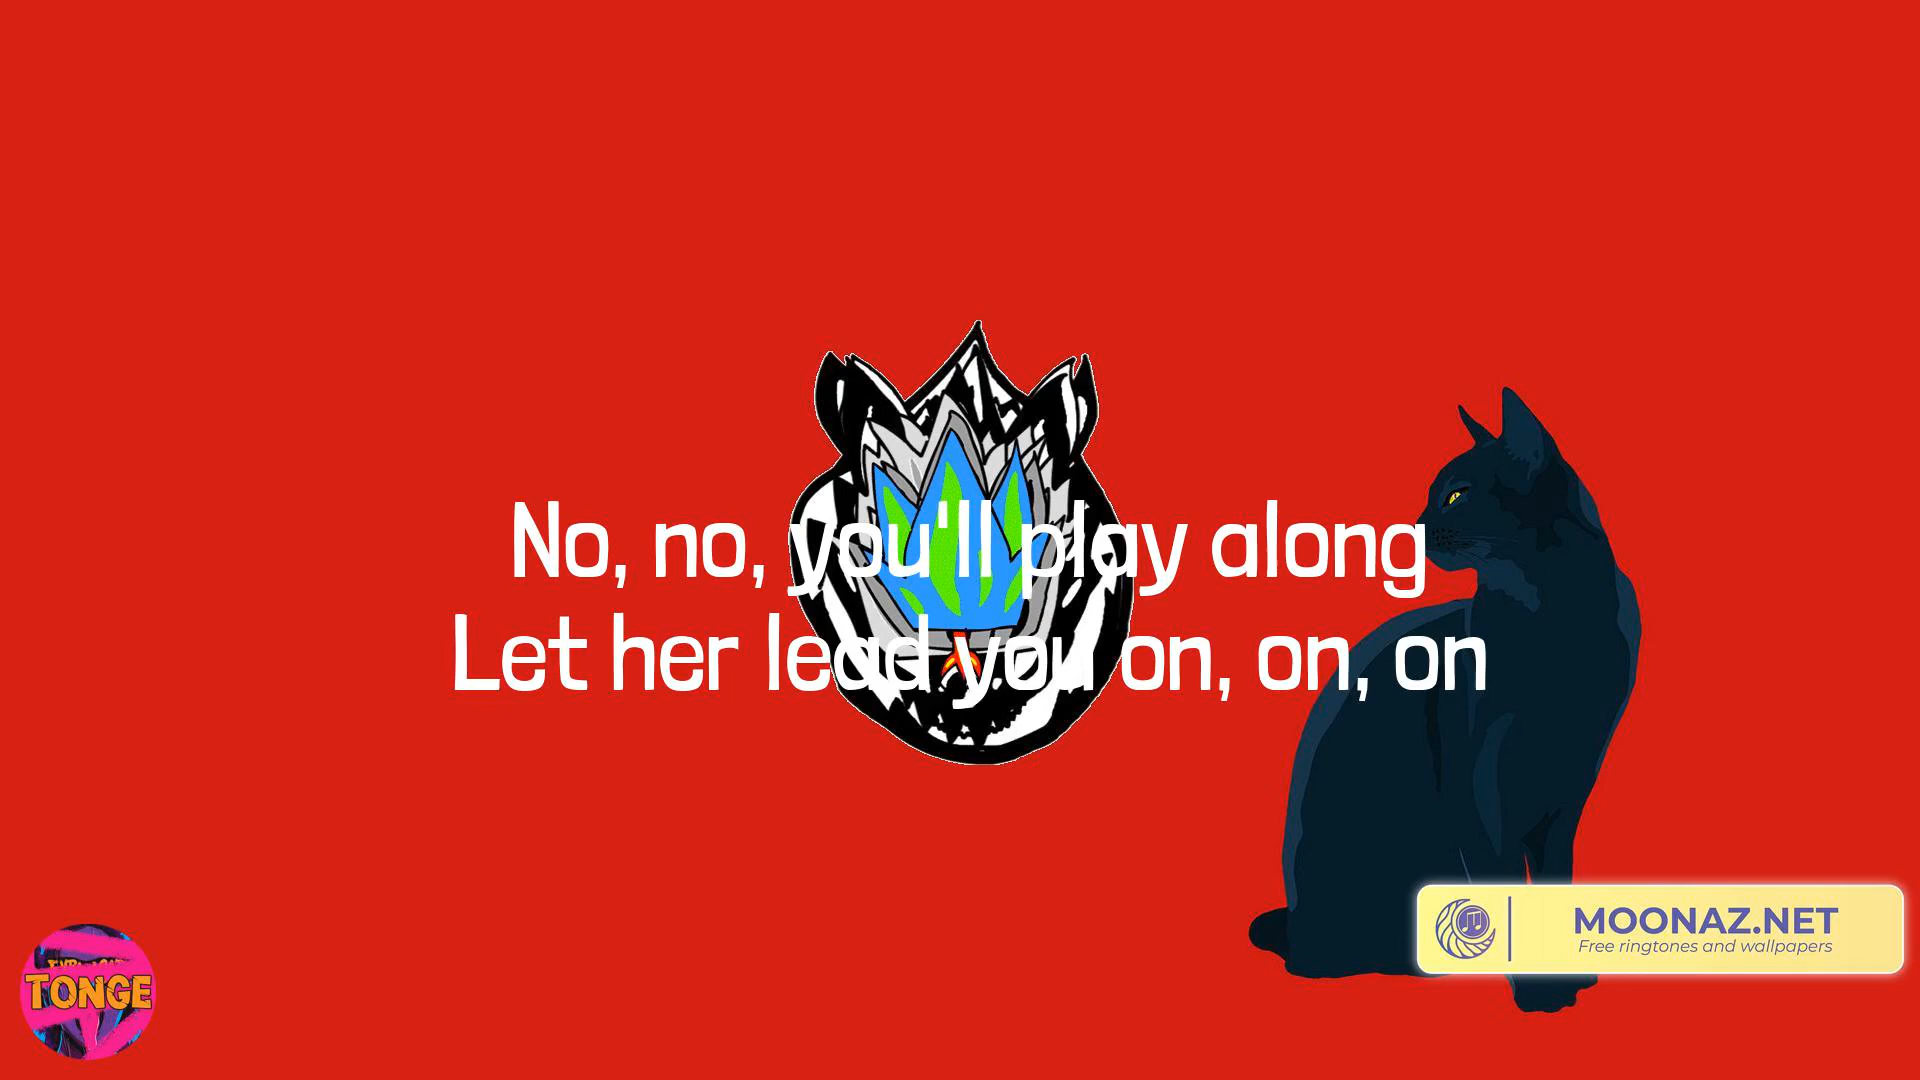 No, no, you'll play along
Let her lead you on, on, on
MOONAZ.NET
Free ringtones and wallpapers
TONGE